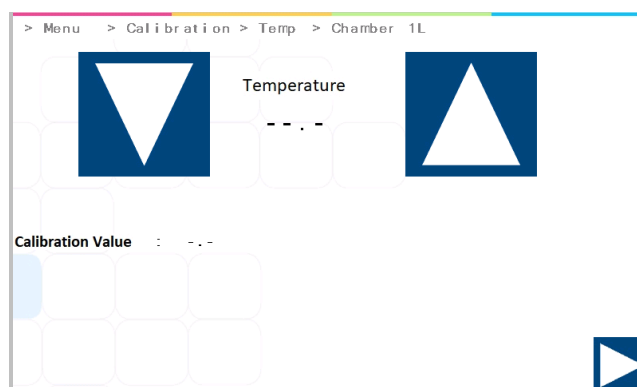 > Menu > Calibration > Temp > Chamber 1L
Temperature
--.-
Calibration Value : -.-